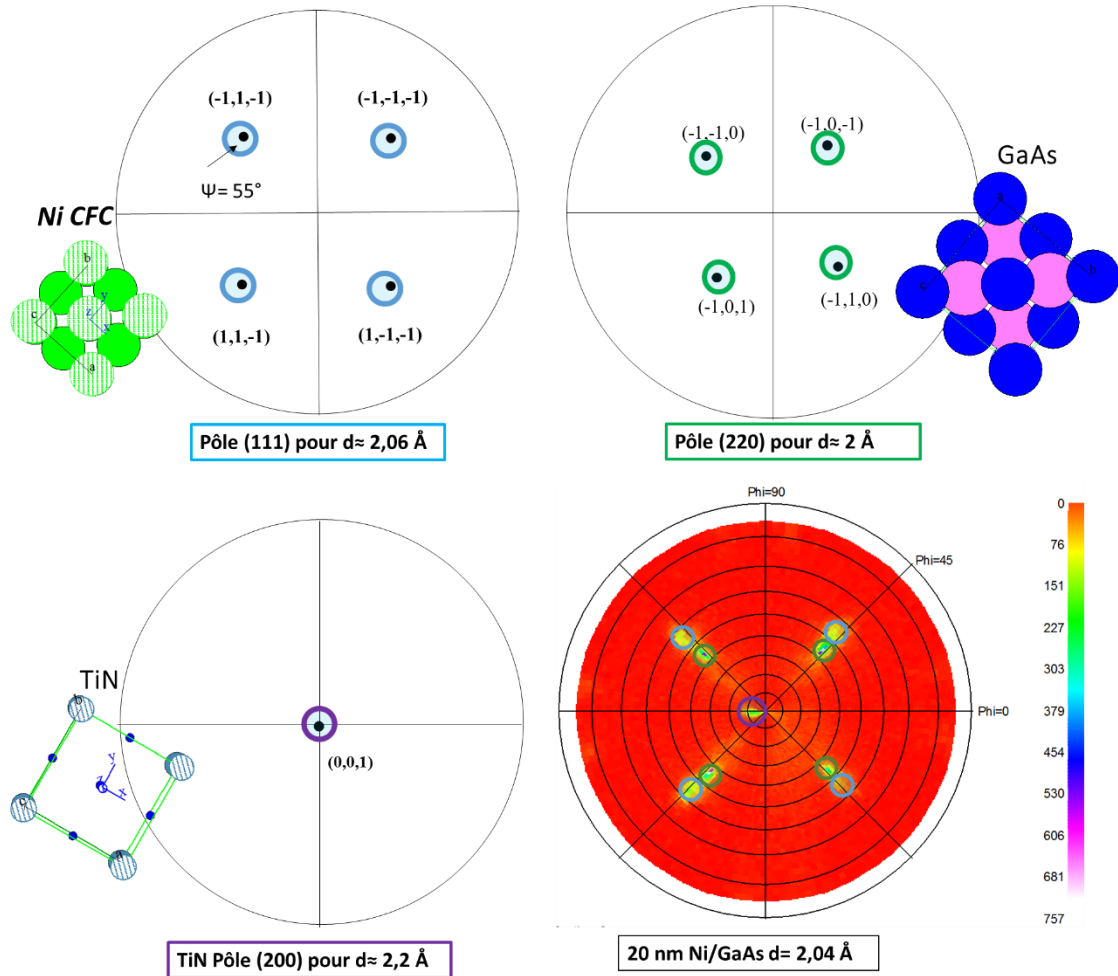 (-1,1,-1)
(-1,-1,-1)
Ψ= 55°
Ni CFC
b
y
c
z
x
a
(1,1,-1)
(1,-1,-1)
Pôle (111) pour d≈ 2,06 Å
(-1,-1,0)
(-1,0,-1)
GaAs
a
b
c
(-1,0,1)
(-1,1,0)
Pôle (220) pour d≈ 2 Å
TiN
b
y
x
c
a
(0,0,1)
TiN Pôle (200) pour d≈ 2,2 Å
Phi=90
Phi=45
Phi=0
0
76
151
227
303
379
454
530
606
681
757
20 nm Ni/GaAs d= 2,04 Å